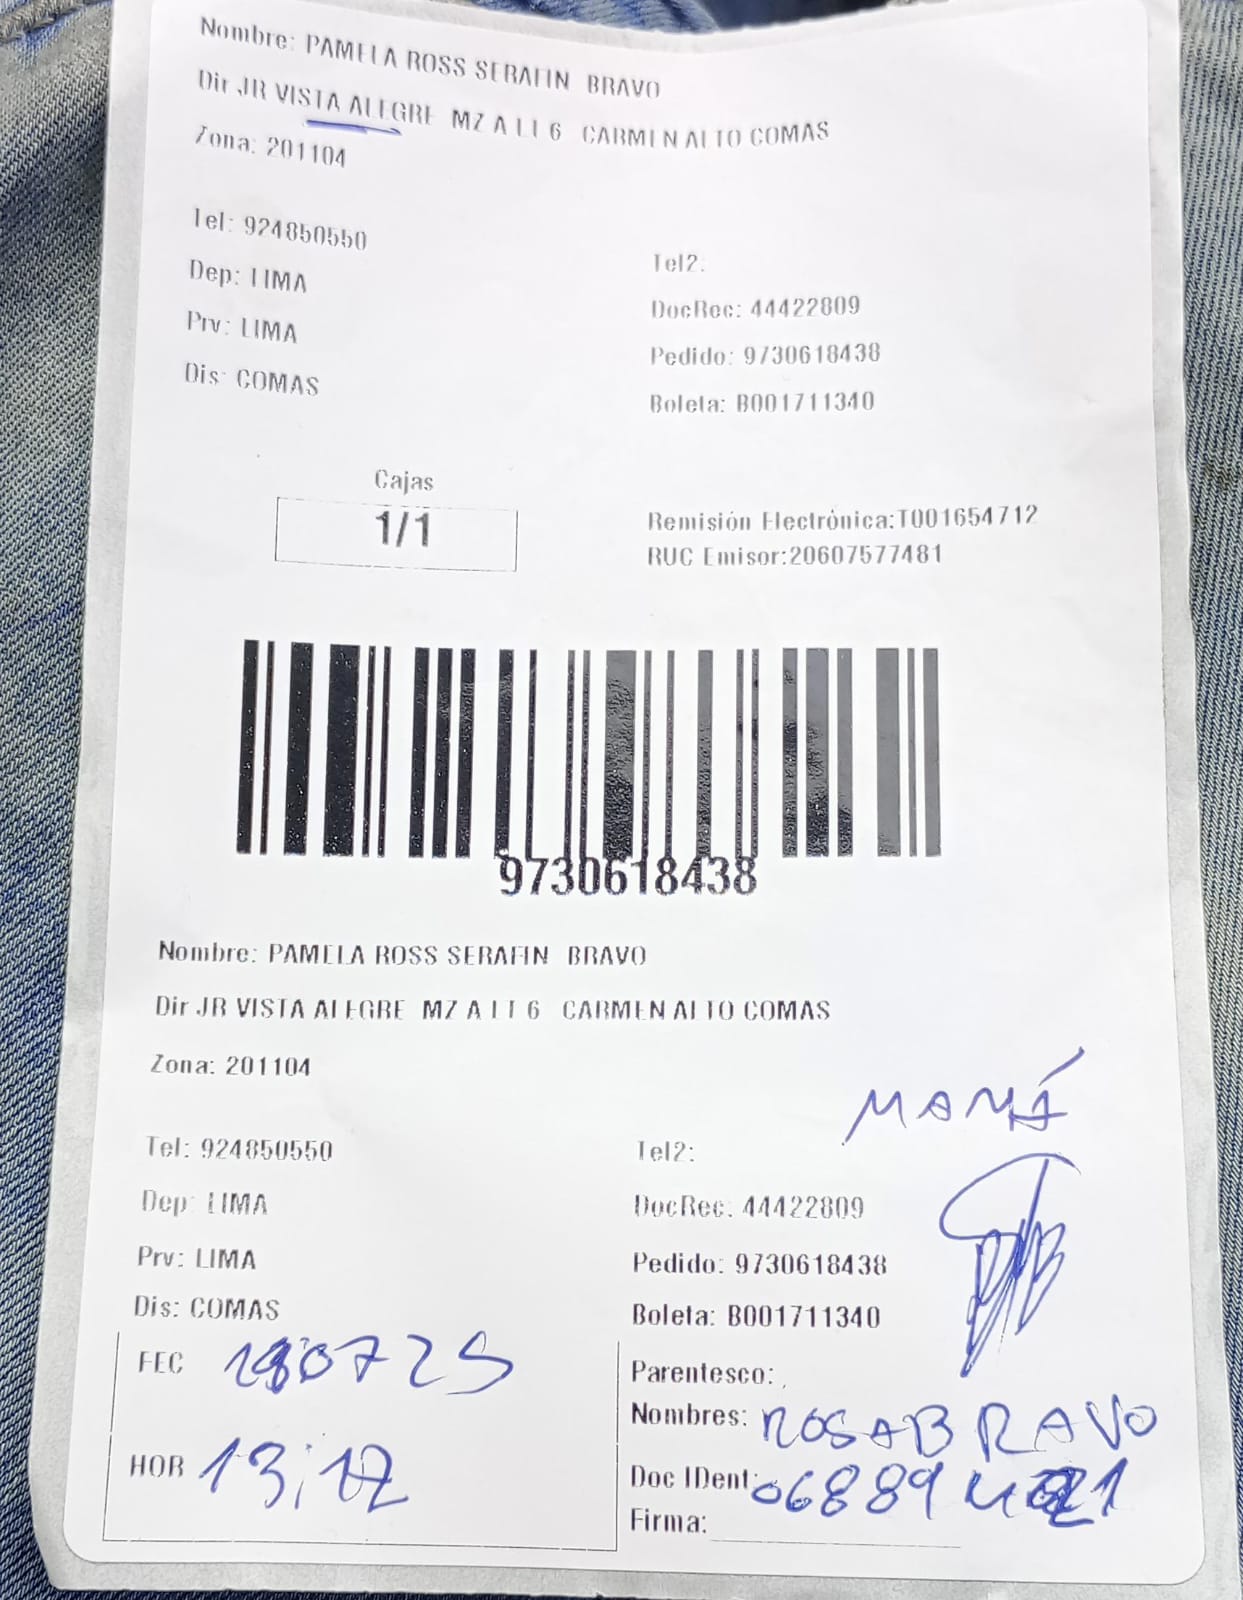 Nombre: PAMELA ROSS SERAFIN BRAVO
Dir JR VISTA ALEGRE MZ A LT 6 CARMEN ALTO COMAS
Zona: 201104
Tel: 924850550
Tel2:
Dep: LIMA
DocRec: 44422809
Prv: LIMA
Pedido: 9730618438
Dis: COMAS
Boleta: B001711340
Cajas
1/1
Remisión Electrónica:T001654712
RUC Emisor:20607577481
9730618438
Nombre: PAMELA ROSS SERAFIN BRAVO
Dir JR VISTA ALEGRE MZ A LT 6 CARMEN ALTO COMAS
Zona: 201104
MAMÁ
Tel: 924850550
Tel2:
Dep: LIMA
DocRec: 44422809
Prv: LIMA
Pedido: 9730618438
Dis: COMAS
Boleta: B001711340
FEC
Parentesco:
Nombres: ROSA BRAVO
HOR
Doc IDent:
Firma: